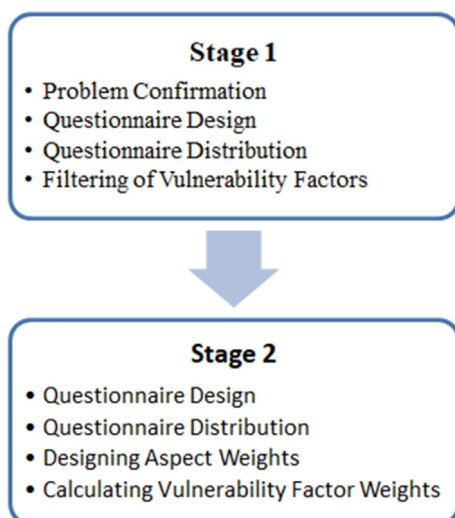 Stage 1
• Problem Confirmation
• Questionnaire Design
• Questionnaire Distribution
• Filtering of Vulnerability Factors
Stage 2
• Questionnaire Design
• Questionnaire Distribution
• Designing Aspect Weights
• Calculating Vulnerability Factor Weights